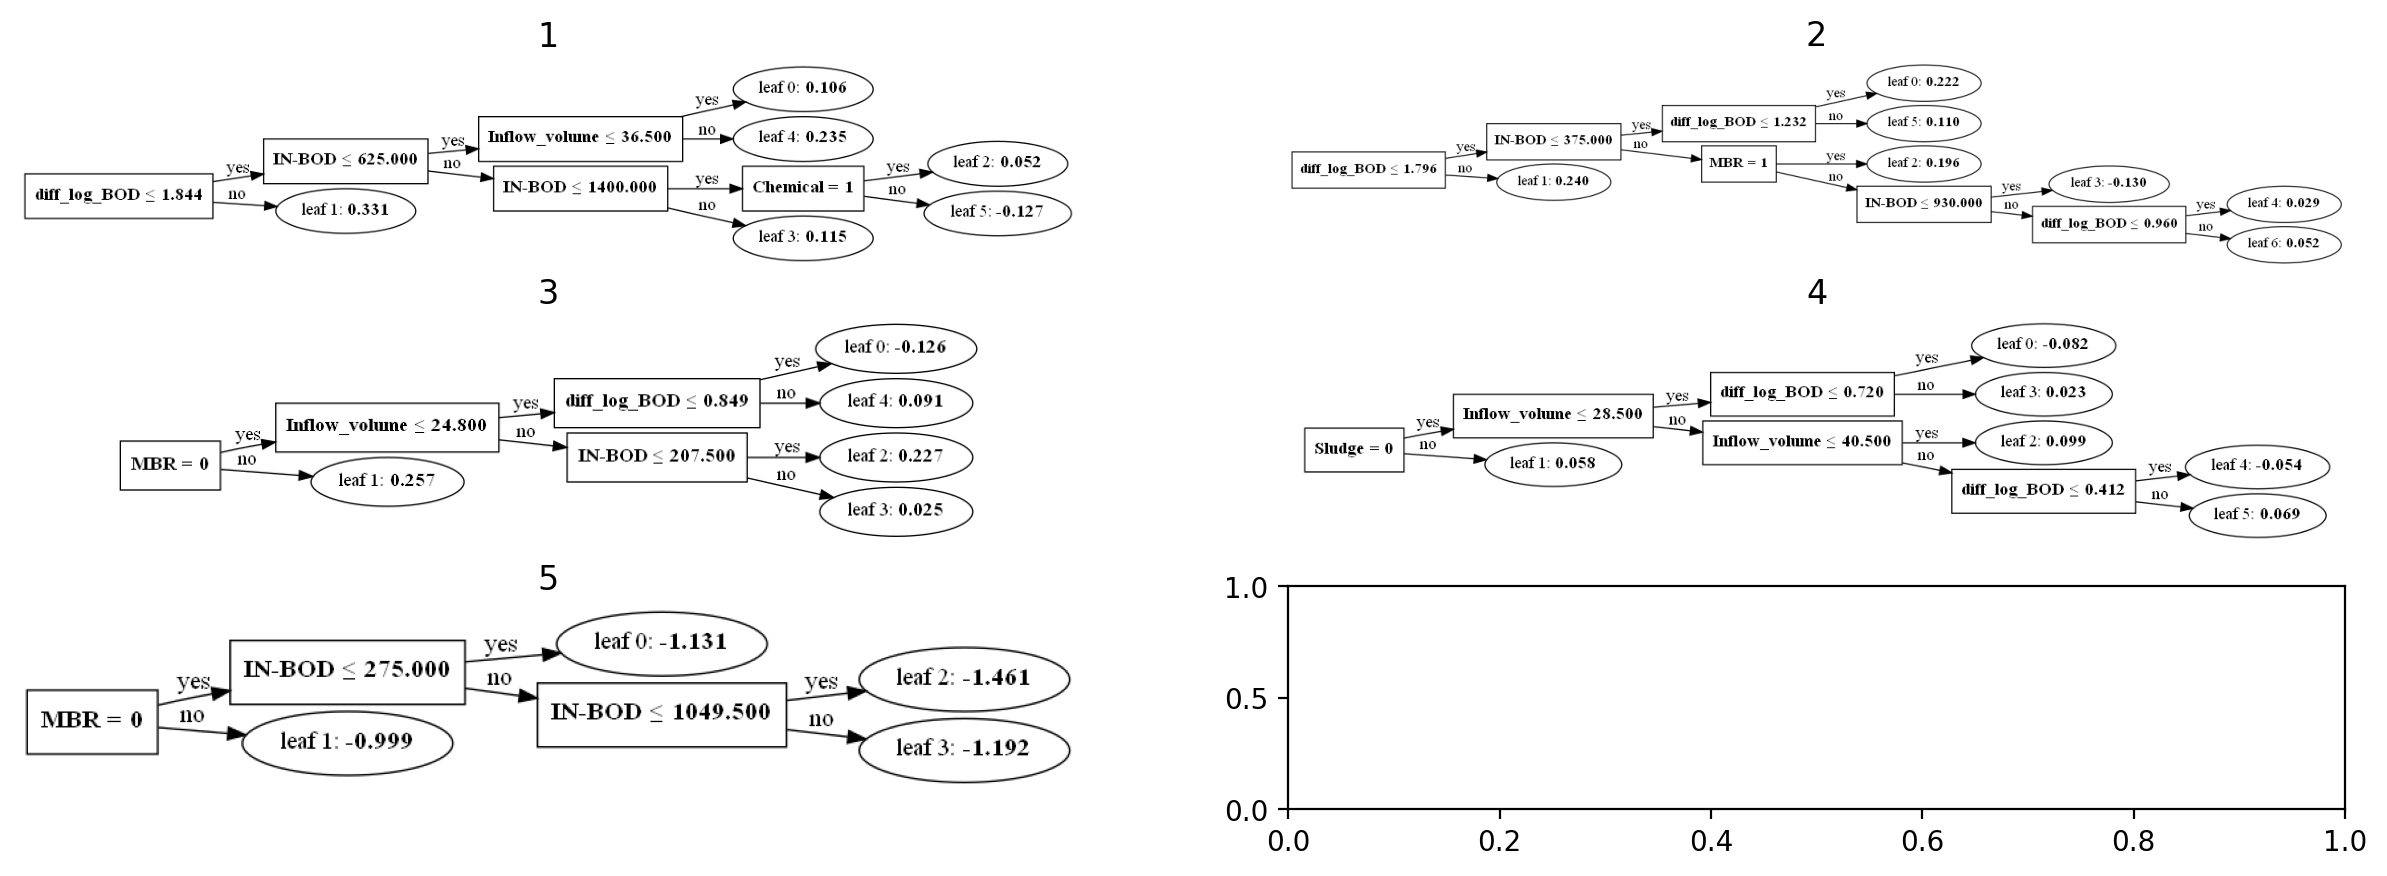 1
diff_log_BOD ≤ 1.844
yes
no
IN-BOD ≤ 625.000
leaf 1: 0.331
yes
no
Inflow_volume ≤ 36.500
IN-BOD ≤ 1400.000
yes
no
yes
no
leaf 0: 0.106
leaf 4: 0.235
Chemical = 1
leaf 3: 0.115
yes
no
leaf 2: 0.052
leaf 5: -0.127
2
diff_log_BOD ≤ 1.796
yes
no
IN-BOD ≤ 375.000
leaf 1: 0.240
yes
no
diff_log_BOD ≤ 1.232
MBR = 1
yes
no
yes
no
leaf 0: 0.222
leaf 5: 0.110
leaf 2: 0.196
IN-BOD ≤ 930.000
yes
no
leaf 3: -0.130
diff_log_BOD ≤ 0.960
yes
no
leaf 4: 0.029
leaf 6: 0.052
3
MBR = 0
yes
no
Inflow_volume ≤ 24.800
leaf 1: 0.257
yes
no
diff_log_BOD ≤ 0.849
IN-BOD ≤ 207.500
yes
no
yes
no
leaf 0: -0.126
leaf 4: 0.091
leaf 2: 0.227
leaf 3: 0.025
4
Sludge = 0
yes
no
Inflow_volume ≤ 28.500
leaf 1: 0.058
yes
no
diff_log_BOD ≤ 0.720
Inflow_volume ≤ 40.500
yes
no
yes
no
leaf 0: -0.082
leaf 3: 0.023
leaf 2: 0.099
diff_log_BOD ≤ 0.412
yes
no
leaf 4: -0.054
leaf 5: 0.069
5
MBR = 0
yes
no
IN-BOD ≤ 275.000
leaf 1: -0.999
yes
no
leaf 0: -1.131
IN-BOD ≤ 1049.500
yes
no
leaf 2: -1.461
leaf 3: -1.192
1.0
0.5
0.0
0.0 0.2 0.4 0.6 0.8 1.0